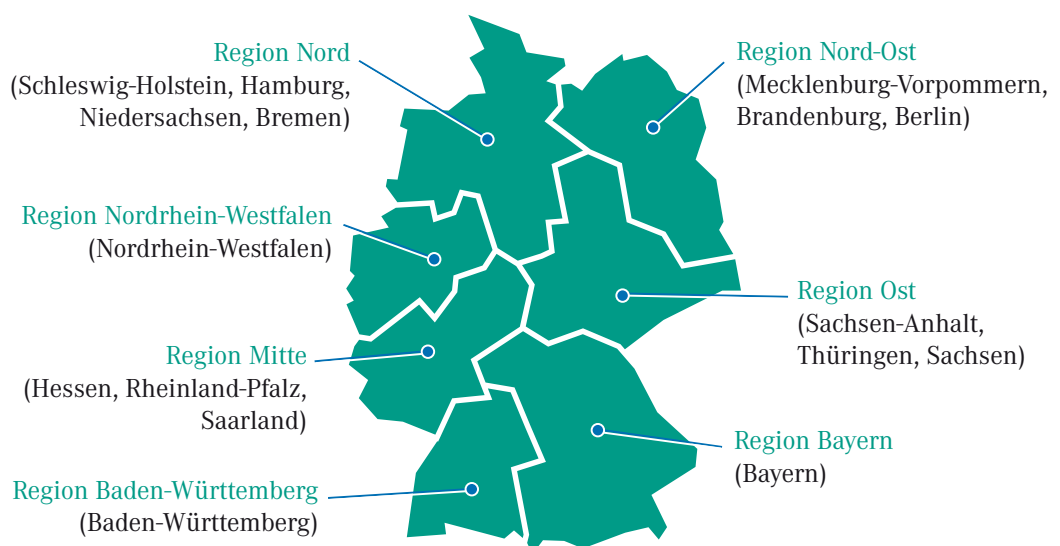 Region Nord
(Schleswig-Holstein, Hamburg,
Niedersachsen, Bremen)
Region Nord-Ost
(Mecklenburg-Vorpommern,
Brandenburg, Berlin)
Region Nordrhein-Westfalen
(Nordrhein-Westfalen)
Region Ost
(Sachsen-Anhalt,
Thüringen, Sachsen)
Region Mitte
(Hessen, Rheinland-Pfalz,
Saarland)
Region Bayern
(Bayern)
Region Baden-Württemberg
(Baden-Württemberg)